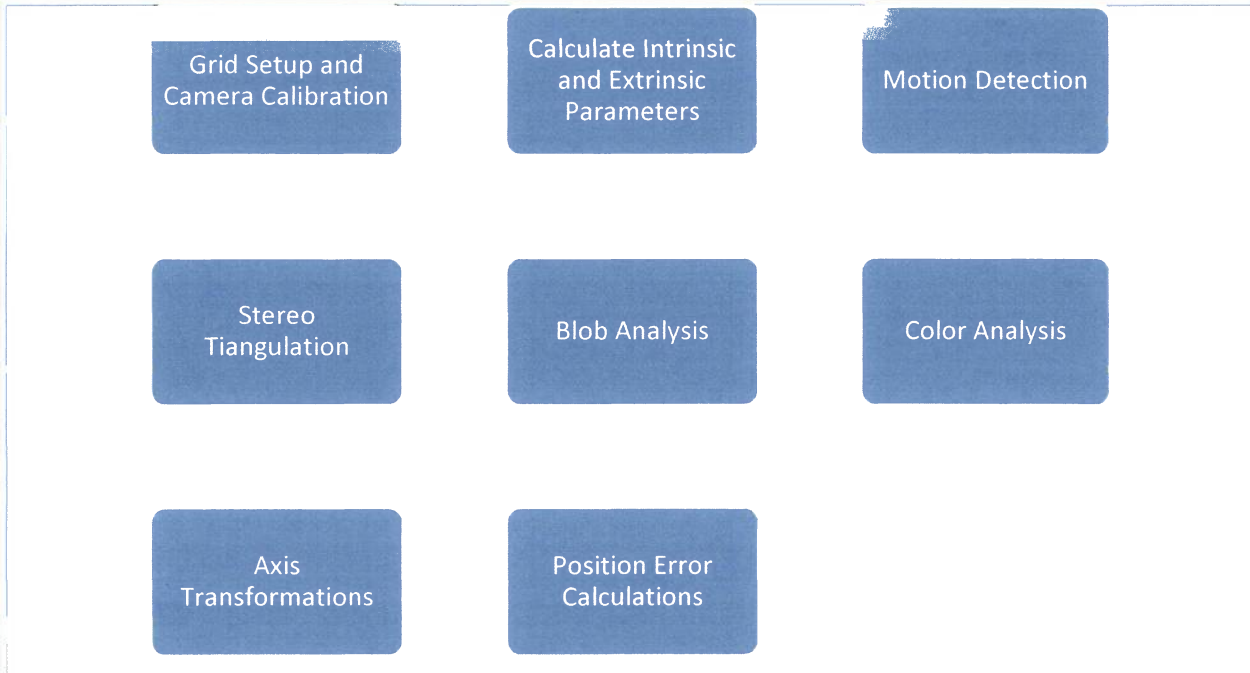 Grid Setup and
Camera Calibration
Calculate Intrinsic
and Extrinsic
Parameters
Motion Detection
Stereo
Tiangulation
Blob Analysis
Color Analysis
Axis
Transformations
Position Error
Calculations